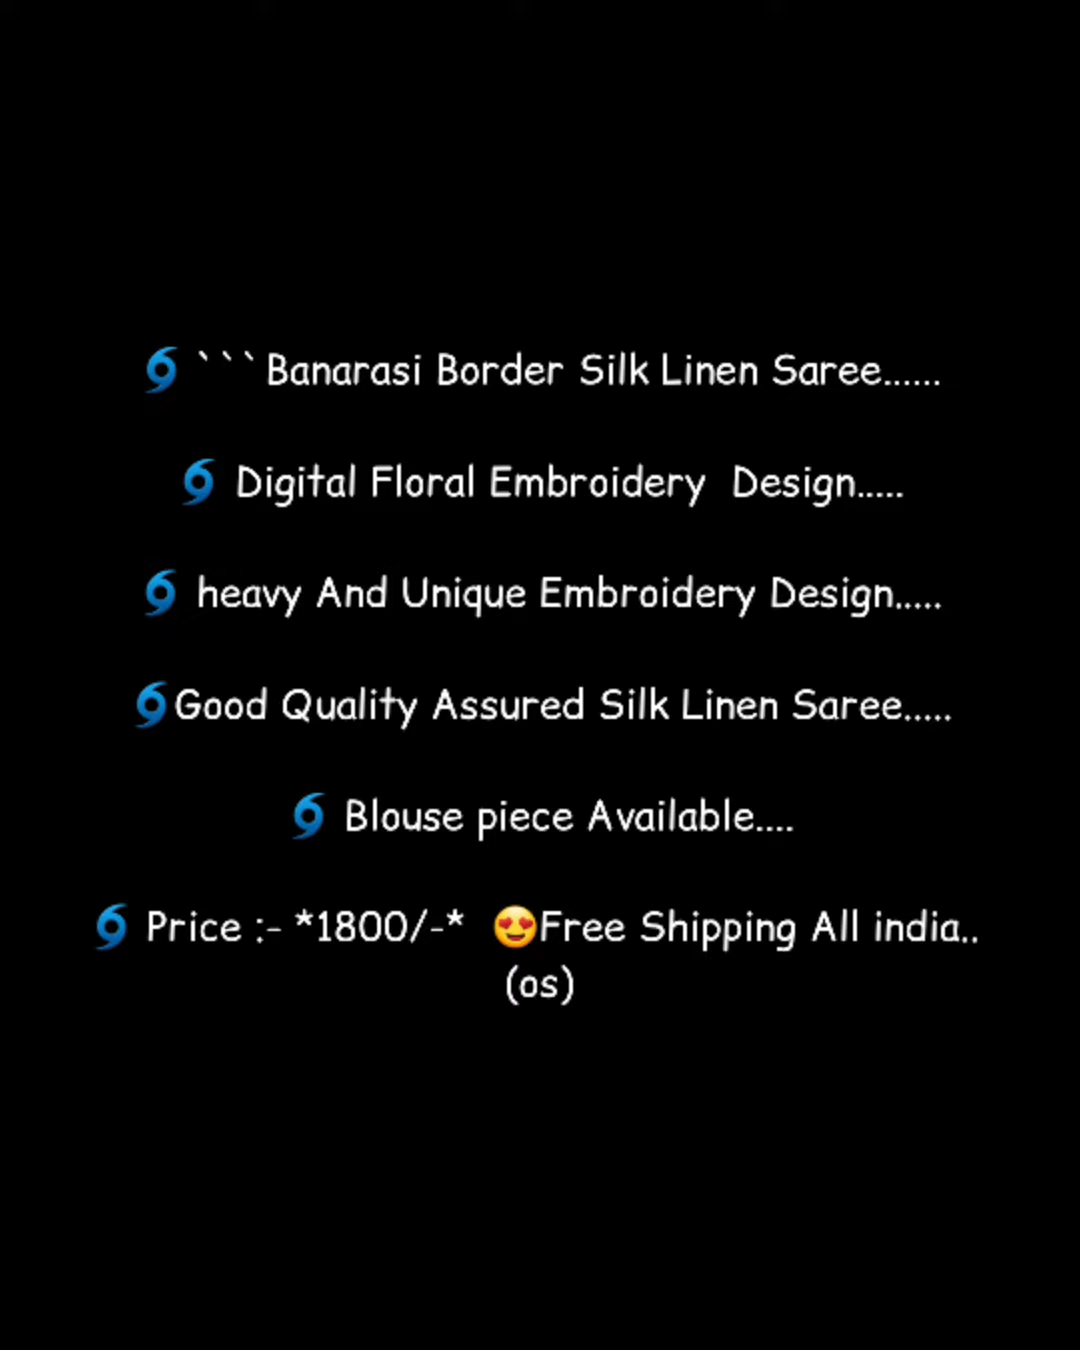 🌀 ```Banarasi Border Silk Linen Saree......
🌀 Digital Floral Embroidery  Design.....
🌀 heavy And Unique Embroidery Design.....
🌀Good Quality Assured Silk Linen Saree.....
🌀 Blouse piece Available....
🌀 Price :- *1800/-*  😍Free Shipping All india..
(os)